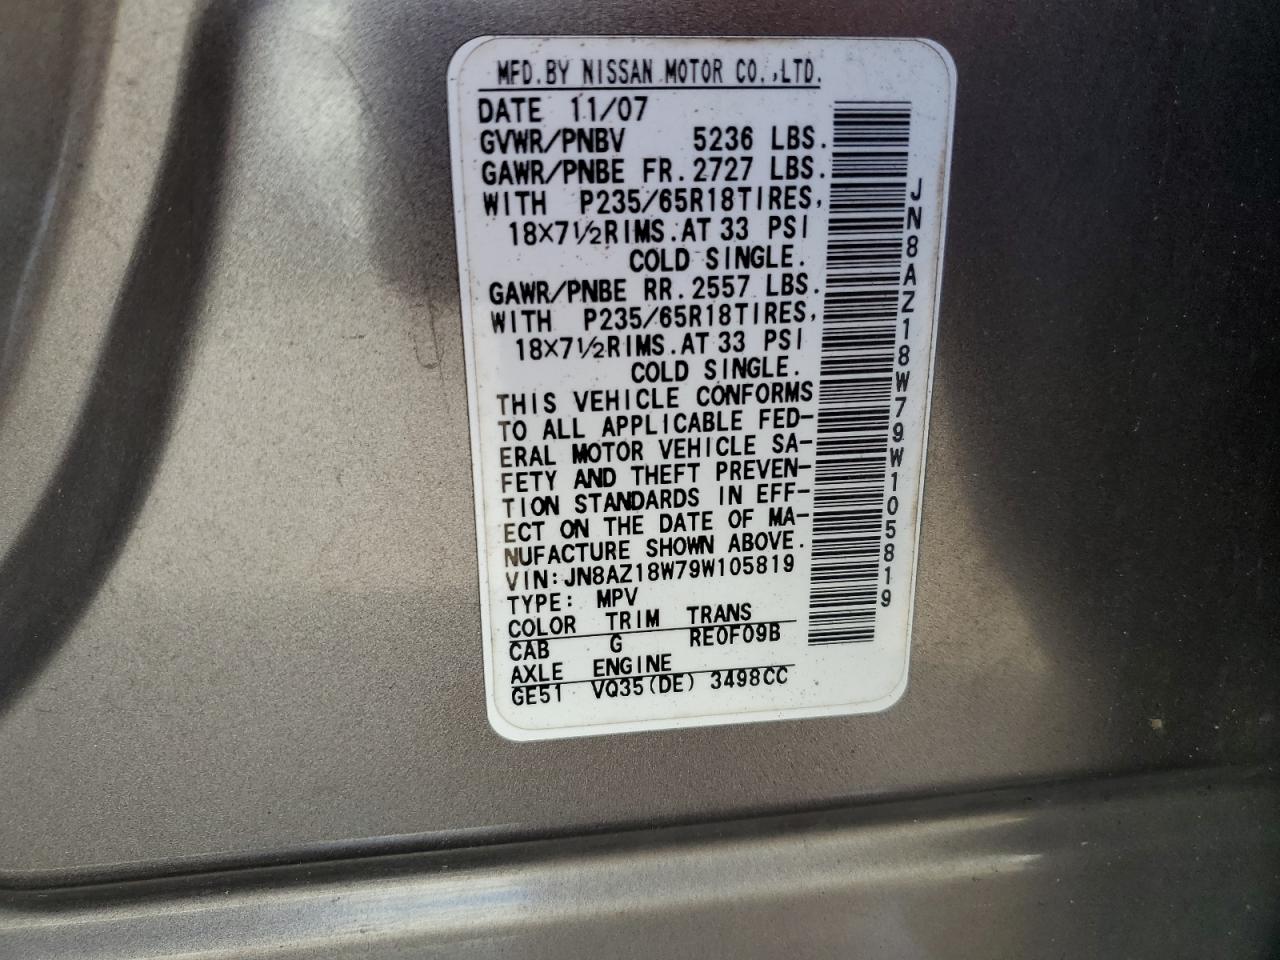 MFD.BY NISSAN MOTOR CO.,LTD.
DATE 11/07
GVWR/PNBV 5236 LBS.
GAWR/PNBE FR.2727 LBS.
WITH P235/65R18TIRES,
18×7½RIMS.AT 33 PSI
COLD SINGLE.
GAWR/PNBE RR.2557 LBS.
WITH P235/65R18TIRES,
18×7½RIMS.AT 33 PSI
COLD SINGLE.
THIS VEHICLE CONFORMS
TO ALL APPLICABLE FED-
ERAL MOTOR VEHICLE SA-
FETY AND THEFT PREVEN-
TION STANDARDS IN EFF-
ECT ON THE DATE OF MA-
NUFACTURE SHOWN ABOVE.
VIN:JN8AZ18W79W105819
TYPE: MPV
COLOR TRIM TRANS
CAB G RE0F09B
AXLE ENGINE
GE51 VQ35(DE) 3498CC
JN8AZ18W79W105819